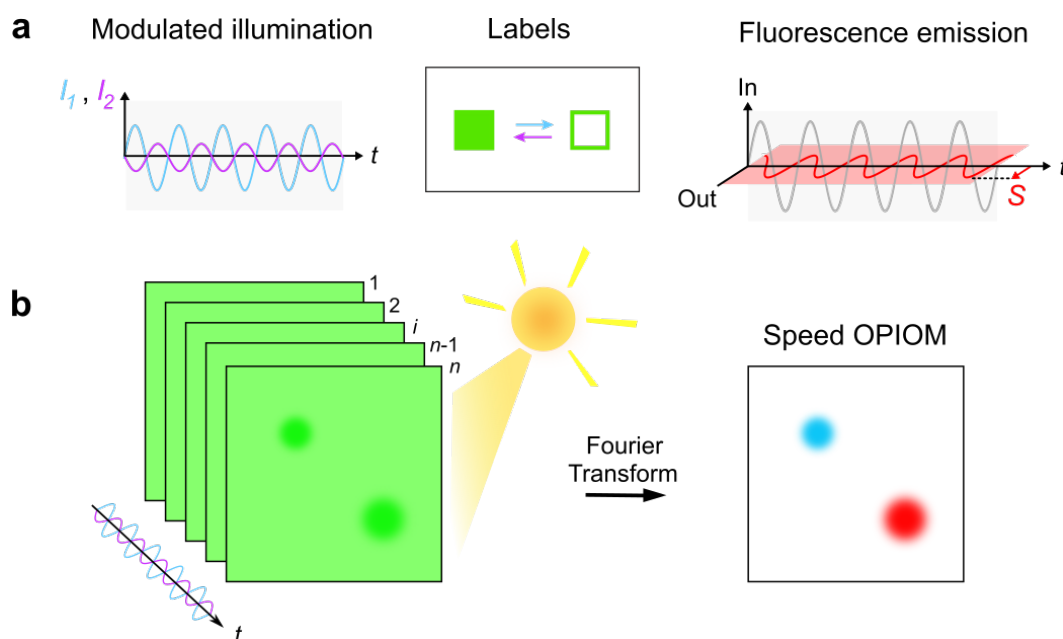 a
Modulated illumination
Labels
Fluorescence emission
I1 , I2
t
In
Out
t
S
b
1
2
i
n-1
n
t
Fourier
Transform
Speed OPIOM